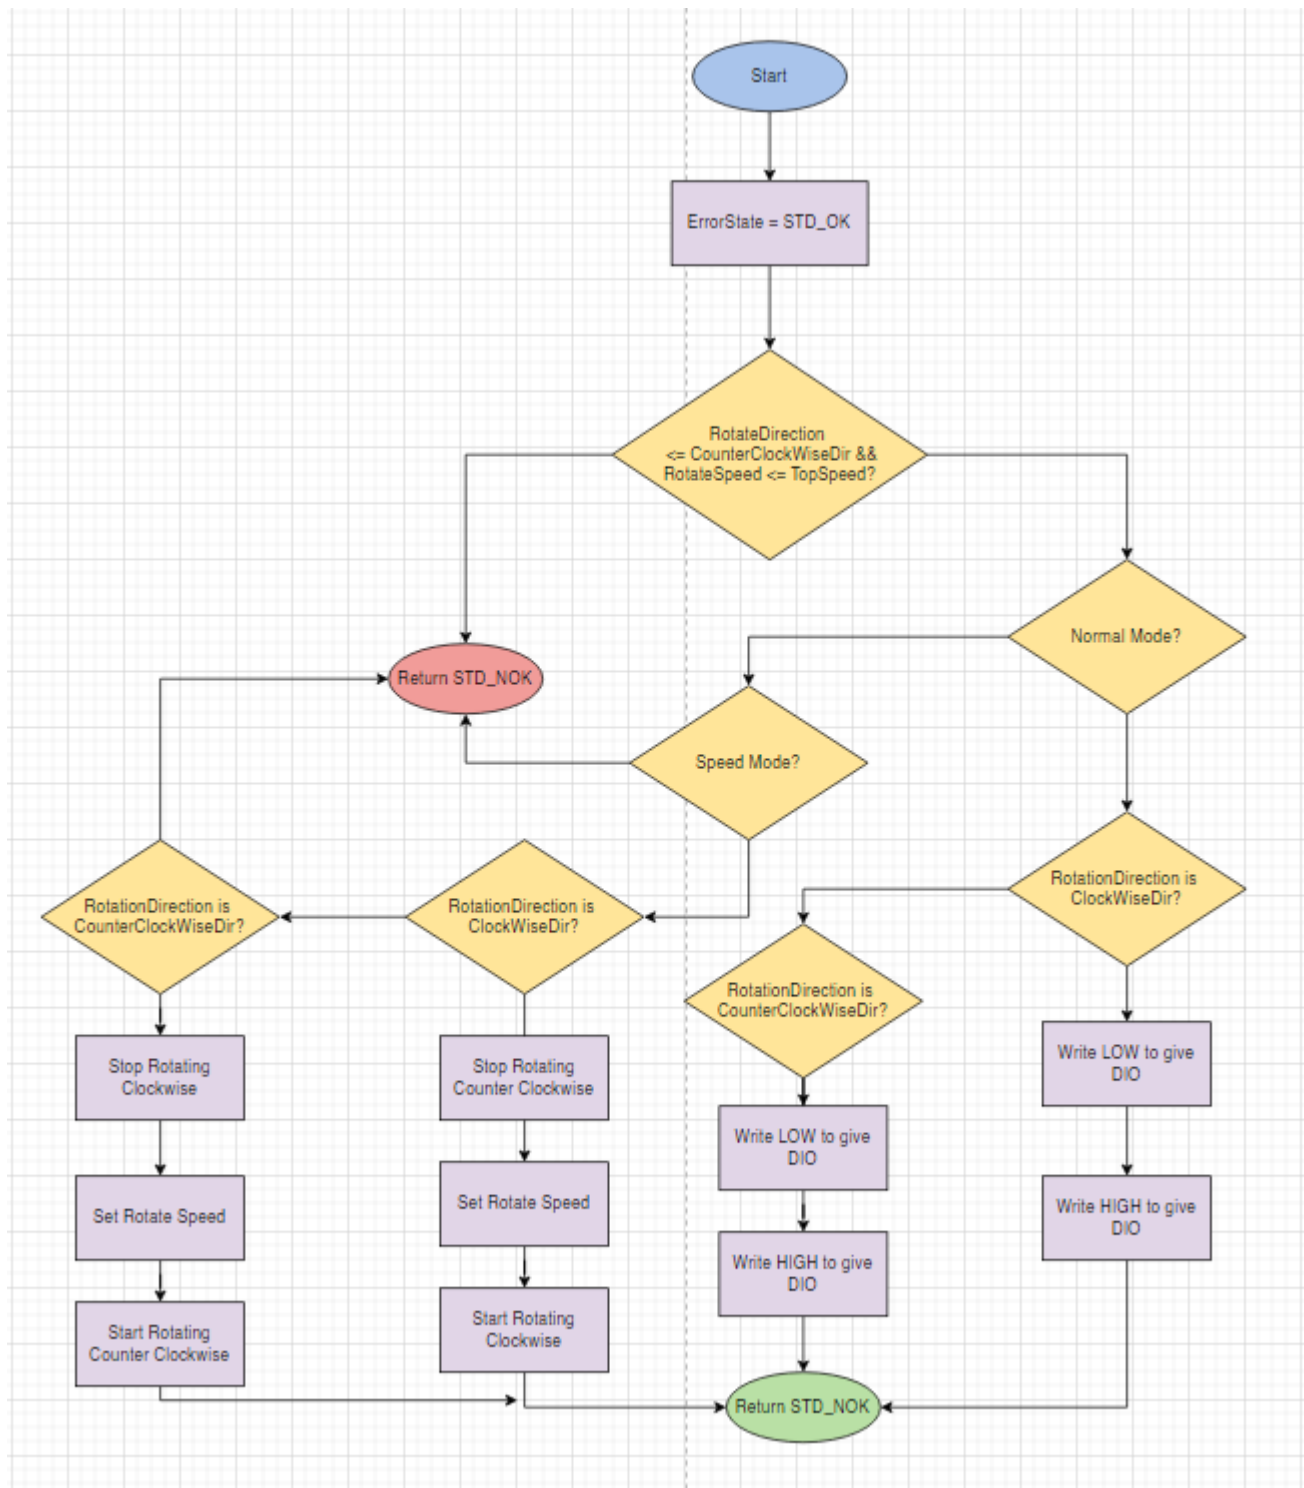 Start
ErrorState = STD_OK
RotateDirection
<= CounterClockWiseDir &&
RotateSpeed <= TopSpeed?
Normal Mode?
Return STD_NOK
Speed Mode?
RotationDirection is
CounterClockWiseDir?
RotationDirection is
ClockWiseDir?
RotationDirection is
ClockWiseDir?
RotationDirection is
CounterClockWiseDir?
Stop Rotating
Clockwise
Stop Rotating
Counter Clockwise
Write LOW to give
DIO
Write LOW to give
DIO
Set Rotate Speed
Set Rotate Speed
Write HIGH to give
DIO
Write HIGH to give
DIO
Start Rotating
Counter Clockwise
Start Rotating
Clockwise
Return STD_NOK